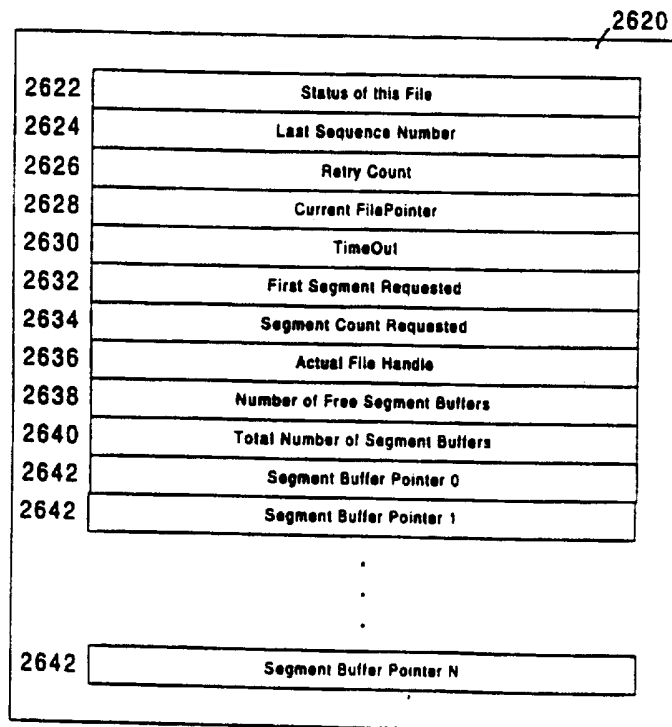 2620
2622 Status of this File
2624 Last Sequence Number
2626 Retry Count
2628 Current FilePointer
2630 TimeOut
2632 First Segment Requested
2634 Segment Count Requested
2636 Actual File Handle
2638 Number of Free Segment Buffers
2640 Total Number of Segment Buffers
2642 Segment Buffer Pointer 0
2642 Segment Buffer Pointer 1
2642 Segment Buffer Pointer N